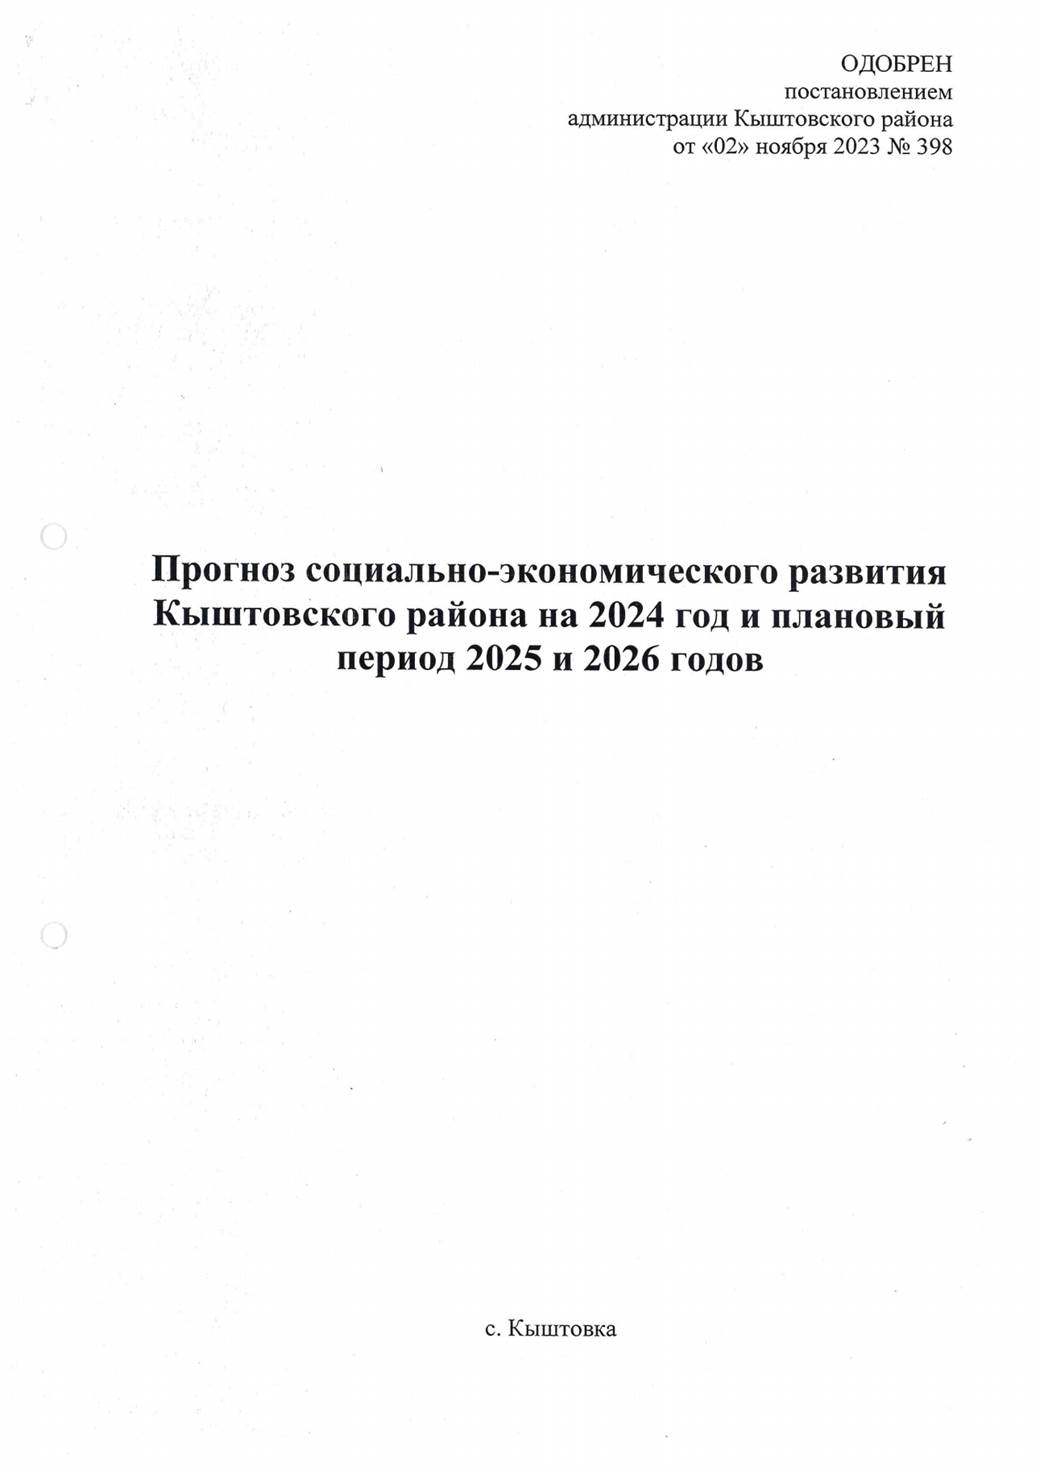 ОДОБРЕН
постановлением
администрации Кыштовского района
от «02» ноября 2023 № 398
Прогноз социально-экономического развития
Кыштовского района на 2024 год и плановый
период 2025 и 2026 годов
с. Кыштовка